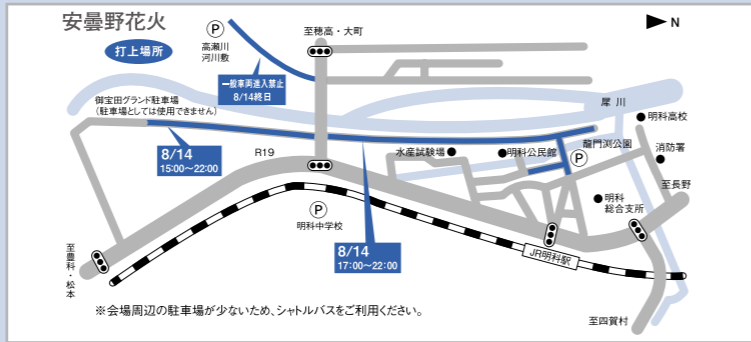 安曇野花火
打上場所
P
高瀬川
河川敷
至穂高・大町
N
一般車両進入禁止
8/14終日
御宝田グランド駐車場
(駐車場としては使用できません)
犀川
明科高校
龍門渕公園
消防署
8/14
15:00〜22:00
R19
水産試験場
明科公民館
P
至長野
明科
総合支所
P
明科中学校
8/14
17:00〜22:00
JR明科駅
至豊科・松本
至四賀村
※会場周辺の駐車場が少ないため、シャトルバスをご利用ください。